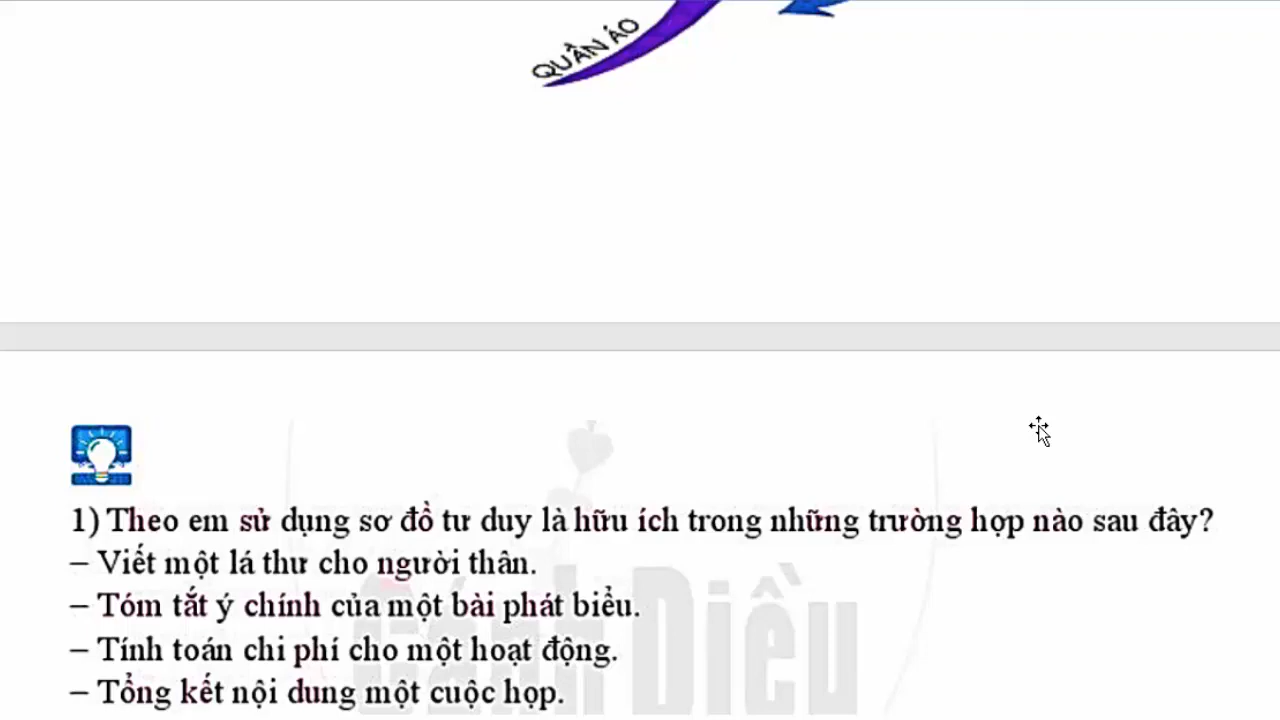 QUẦN ÁO
1) Theo em sử dụng sơ đồ tư duy là hữu ích trong những trường hợp nào sau đây?
– Viết một lá thư cho người thân.
– Tóm tắt ý chính của một bài phát biểu.
– Tính toán chi phí cho một hoạt động.
– Tổng kết nội dung một cuộc họp.
Cánh Diều